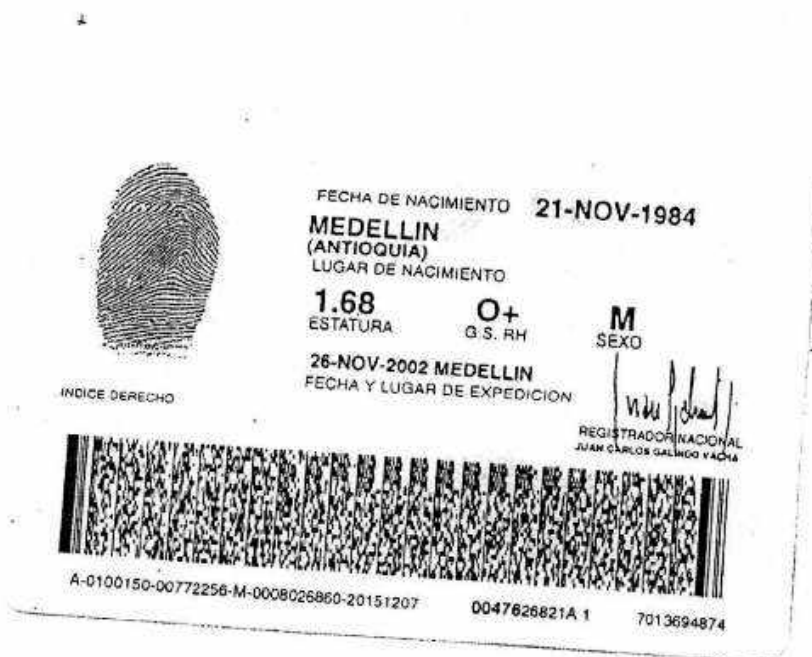 FECHA DE NACIMIENTO 21-NOV-1984
MEDELLIN
(ANTIOQUIA)
LUGAR DE NACIMIENTO
1.68 O+ M
ESTATURA G.S. RH SEXO
26-NOV-2002 MEDELLIN
FECHA Y LUGAR DE EXPEDICION
INDICE DERECHO
REGISTRADOR NACIONAL
JUAN CARLOS GALINDO VACHA
A-0100150-00772256-M-0008026860-20151207 0047626821A 1 7013694874